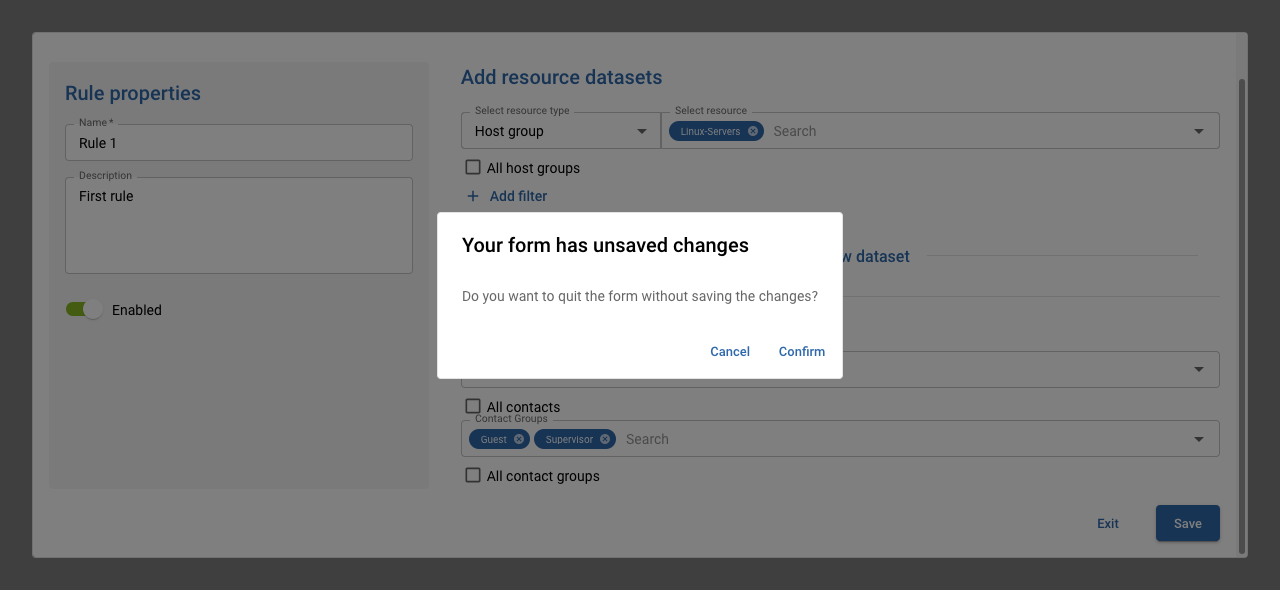 Rule properties
Name *
Rule 1
Description
First rule
Enabled
Add resource datasets
Select resource type
Host group
Select resource
Linux-Servers
Search
All host groups
+ Add filter
dataset
Your form has unsaved changes
Do you want to quit the form without saving the changes?
Cancel
Confirm
All contacts
Contact Groups
Guest
Supervisor
Search
All contact groups
Exit
Save